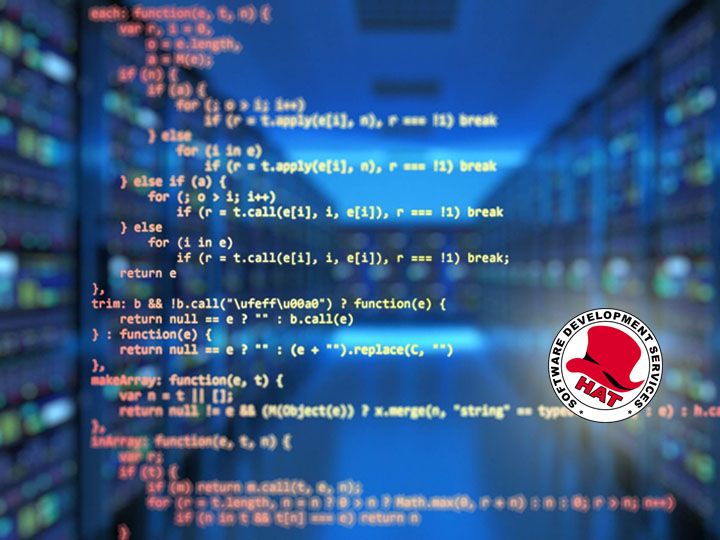 each: function(e, t, n) {
var r, i = 0,
o = e.length,
a = M(e);
if (n) {
if (a) {
for (; o > i; i++)
if (r = t.apply(e[i], n), r === !1) break
} else
for (i in e)
if (r = t.apply(e[i], n), r === !1) break
} else if (a) {
for (; o > i; i++)
if (r = t.call(e[i], i, e[i]), r === !1) break
} else
for (i in e)
if (r = t.call(e[i], i, e[i]), r === !1) break;
return e
},
trim: b && !b.call("\ufeff\u00a0") ? function(e) {
return null == e ? "" : b.call(e)
} : function(e) {
return null == e ? "" : (e + "").replace(C, "")
},
makeArray: function(e, t) {
var n = t || [];
return null != e && (M(Object(e)) ? x.merge(n, "string" == : e) :
},
inArray: function(e, t, n) {
var r;
if (t) {
if (m) return m.call(t, e, n);
for (r = t.length, n = n ? 0 > n ? Math.max(0, r + n) : n : 0; r > n; n++)
if (n in t && t[n] === e) return n
}
SOFTWARE DEVELOPMENT SERVICES
HAT